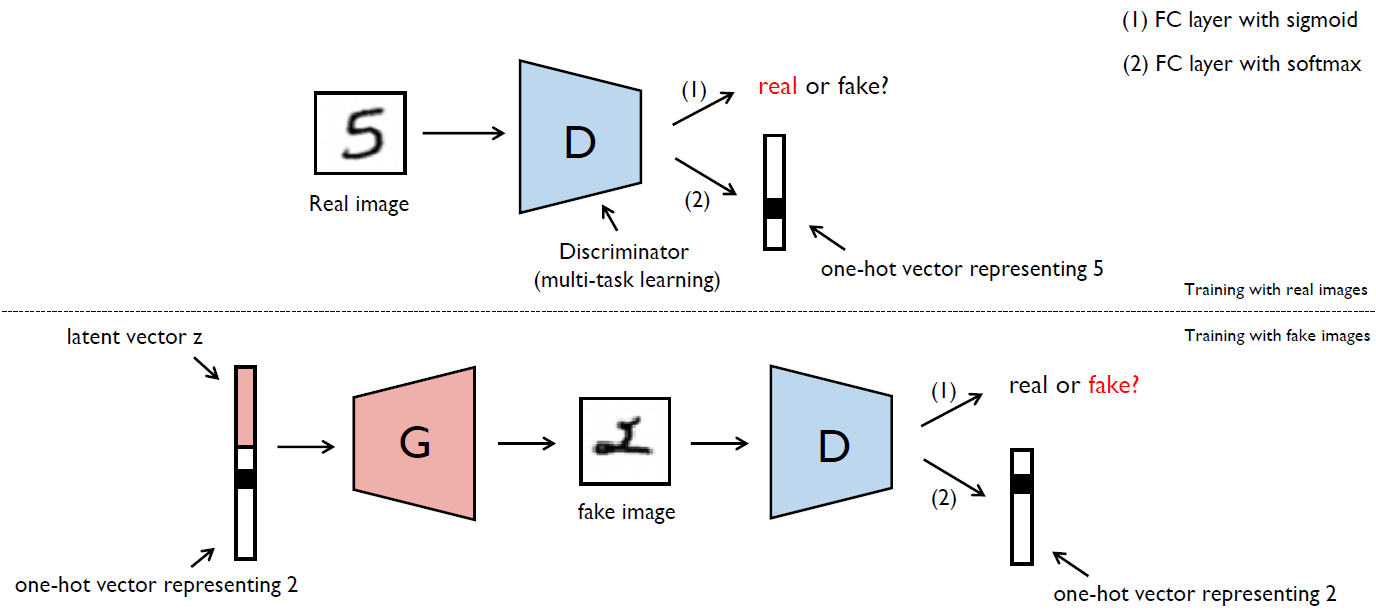 (1) FC layer with sigmoid
(2) FC layer with softmax
5
Real image
D
Discriminator
(multi-task learning)
(1)
real or fake?
(2)
one-hot vector representing 5
Training with real images
Training with fake images
latent vector z
one-hot vector representing 2
G
2
fake image
D
(1)
real or fake?
(2)
one-hot vector representing 2